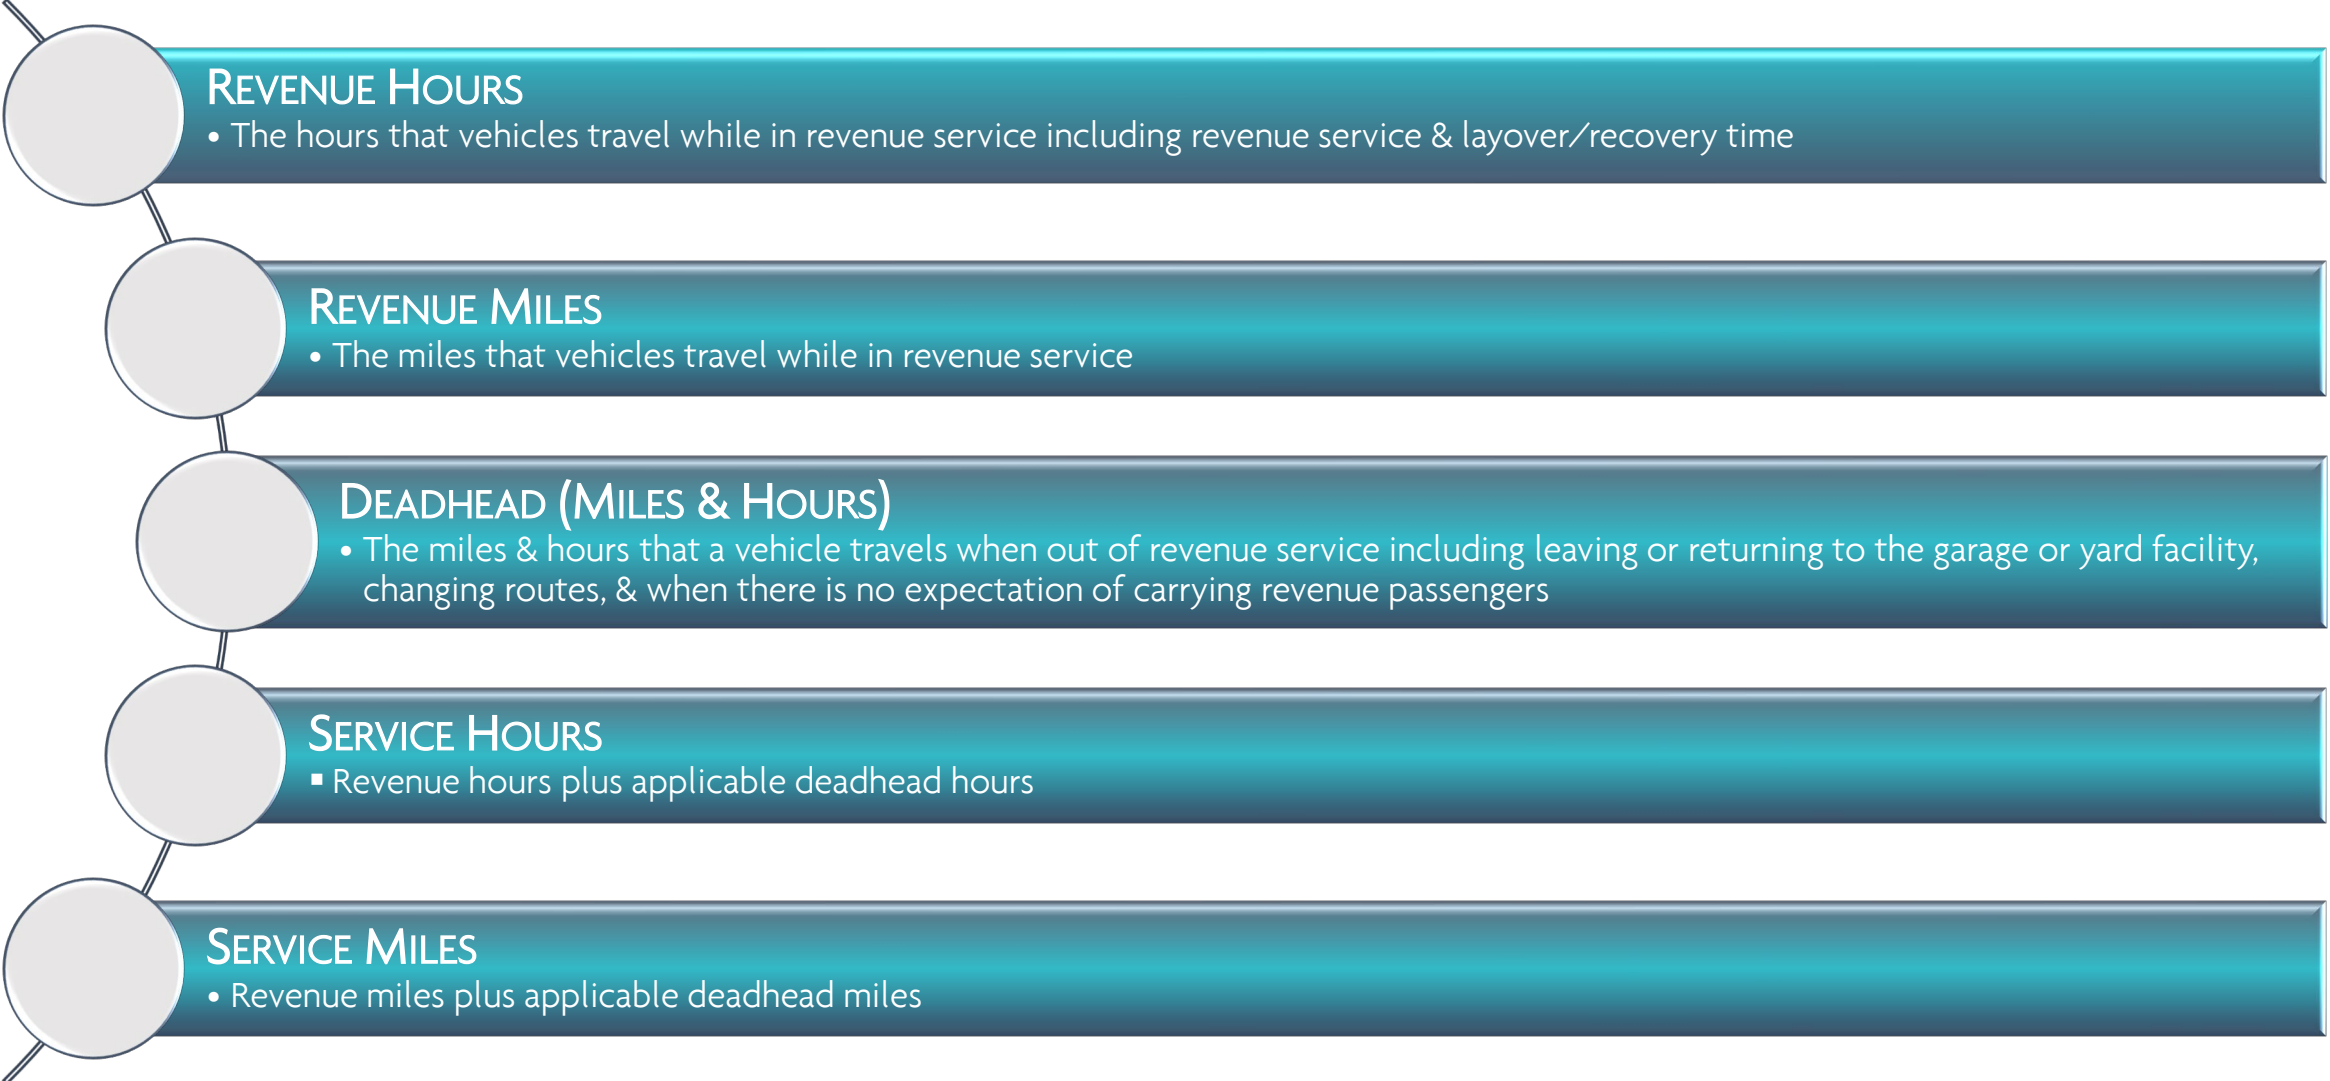 REVENUE HOURS
• The hours that vehicles travel while in revenue service including revenue service & layover/recovery time
REVENUE MILES
• The miles that vehicles travel while in revenue service
DEADHEAD (MILES & HOURS)
• The miles & hours that a vehicle travels when out of revenue service including leaving or returning to the garage or yard facility,
changing routes, & when there is no expectation of carrying revenue passengers
SERVICE HOURS
▪ Revenue hours plus applicable deadhead hours
SERVICE MILES
• Revenue miles plus applicable deadhead miles